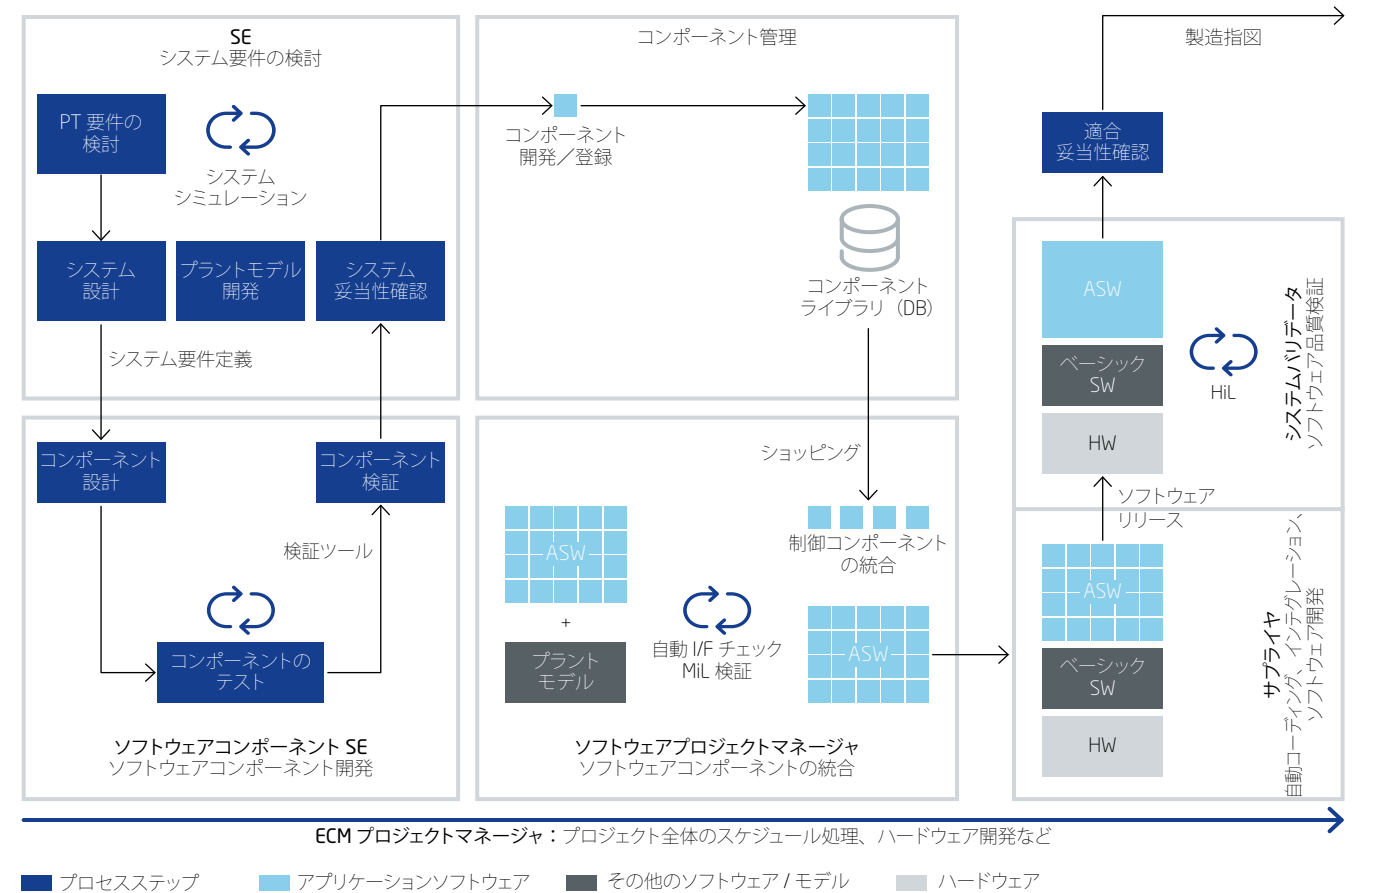 SE
システム要件の検討
PT 要件の
検討
システム
シミュレーション
システム
設計
プラントモデル
開発
システム
妥当性確認
システム要件定義
コンポーネント管理
コンポーネント
開発／登録
コンポーネント
ライブラリ（DB）
コンポーネント
設計
コンポーネント
検証
検証ツール
コンポーネントの
テスト
ソフトウェアコンポーネント SE
ソフトウェアコンポーネント開発
ショッピング
制御コンポーネント
の統合
ASW
+
プラント
モデル
自動 I/F チェック
MiL 検証
ASW
ソフトウェアプロジェクトマネージャ
ソフトウェアコンポーネントの統合
製造指図
適合
妥当性確認
ASW
ベーシック
SW
HW
HiL
システムバリデータ
ソフトウェア品質検証
ソフトウェア
リリース
ASW
ベーシック
SW
HW
サプライヤ
自動コーディング、インテグレーション、
ソフトウェア開発
ECM プロジェクトマネージャ：プロジェクト全体のスケジュール処理、ハードウェア開発など
プロセスステップ
アプリケーションソフトウェア
その他のソフトウェア / モデル
ハードウェア